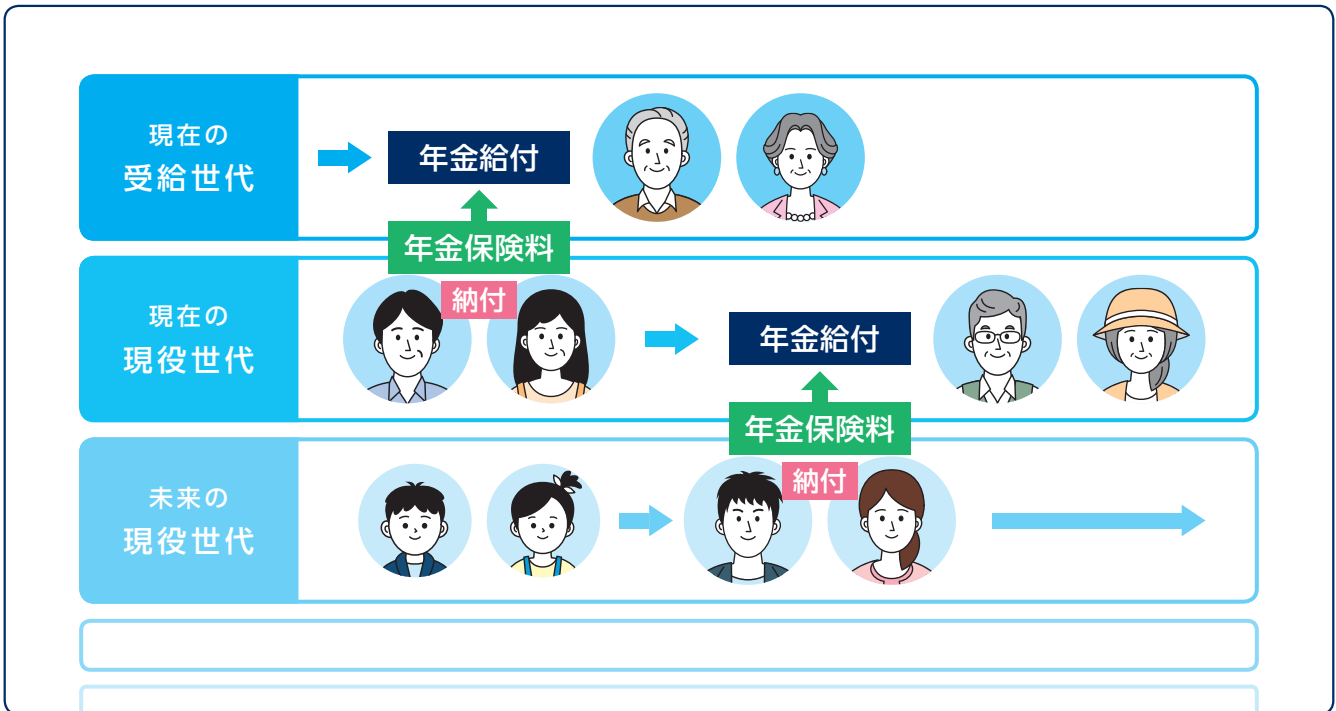 現在の
受給世代
年金給付
年金保険料
現在の
現役世代
納付
年金給付
年金保険料
未来の
現役世代
納付